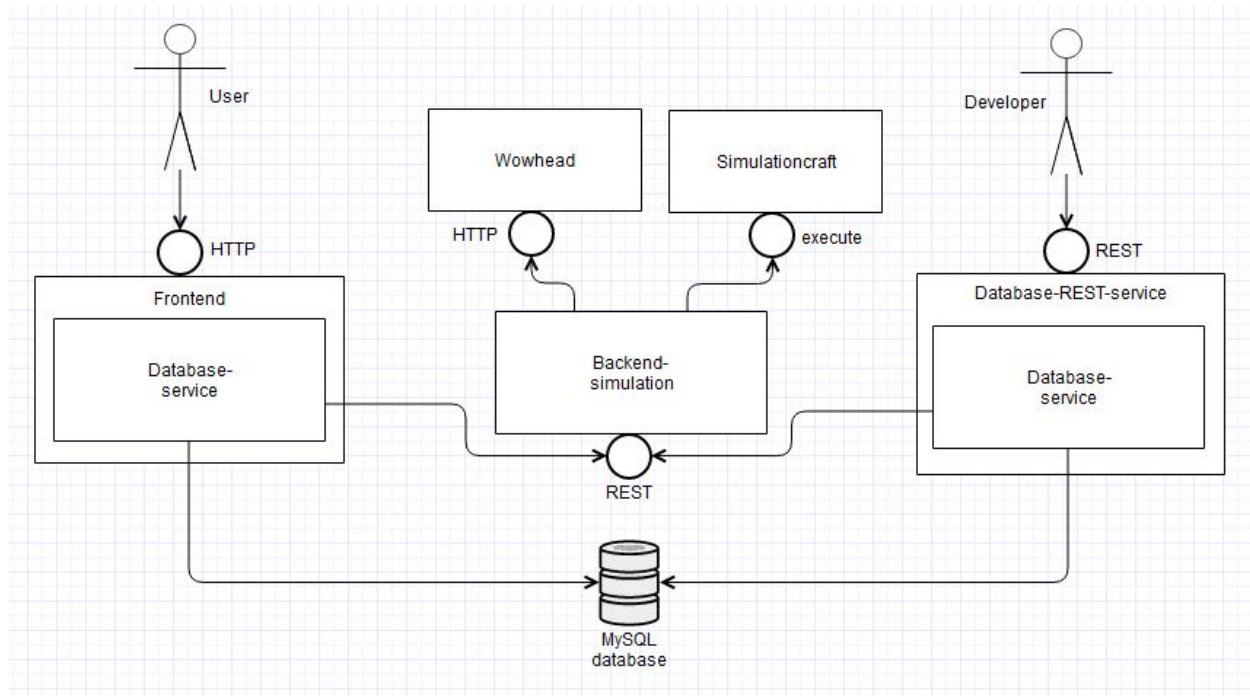 User
Developer
Wowhead
Simulationcraft
HTTP
execute
HTTP
REST
Frontend
Database-REST-service
Database-
service
Backend-
simulation
Database-
service
REST
MySQL
database